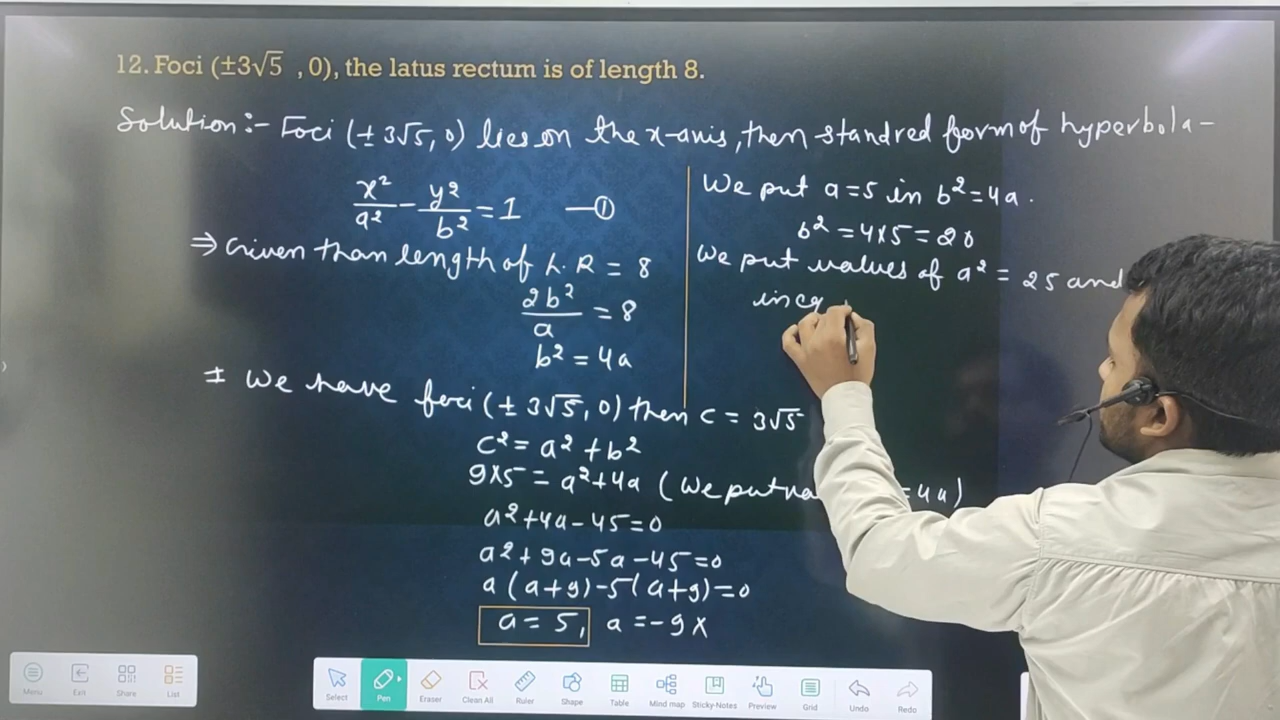 12. Foci (±3√5 , 0), the latus rectum is of length 8.
Solution:- Foci (± 3√5, 0) lies on the x-axis, then standred form of hyperbola-
x²/a² - y²/b² = 1 —①
⇒ Given than length of L.R = 8
2b²/a = 8
b² = 4a
± We have foci (± 3√5, 0) then c = 3√5
c² = a² + b²
9×5 = a² + 4a (We put = 4a)
a² + 4a - 45 = 0
a² + 9a - 5a - 45 = 0
a (a+9) - 5 (a+9) = 0
a = 5, a = -9 x
We put a = 5 in b² = 4a.
b² = 4×5 = 20
We put values of a² = 25 and
in eq
Menu
Exit
Share
List
Select
Pen
Eraser
Clean All
Ruler
Shape
Table
Mind map
Sticky-Notes
Preview
Grid
Undo
Redo